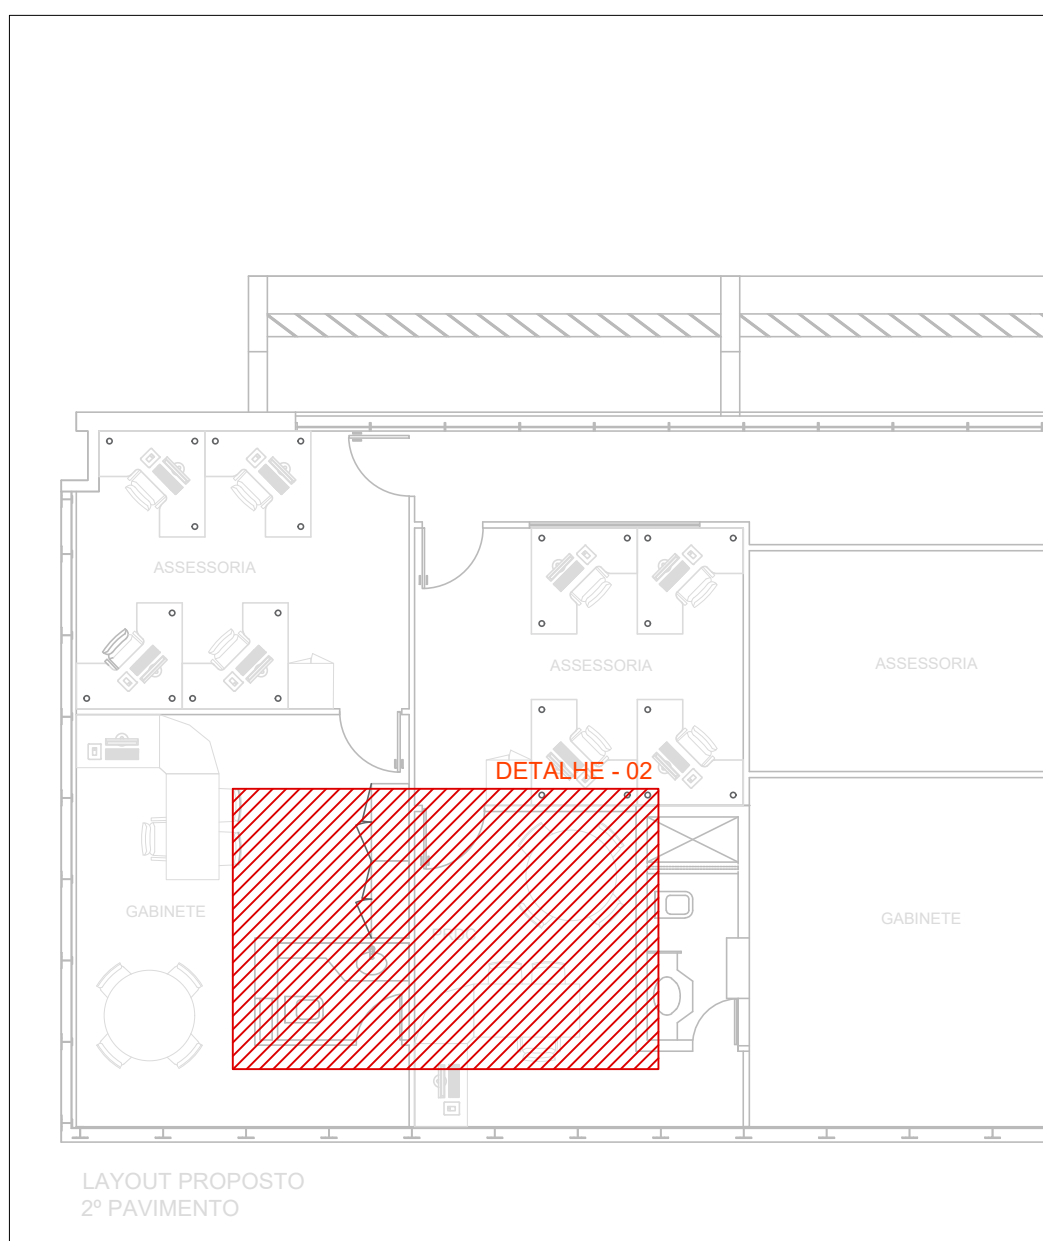 ASSESSORIA
ASSESSORIA
ASSESSORIA
DETALHE - 02
GABINETE
GABINETE
LAYOUT PROPOSTO
2º PAVIMENTO